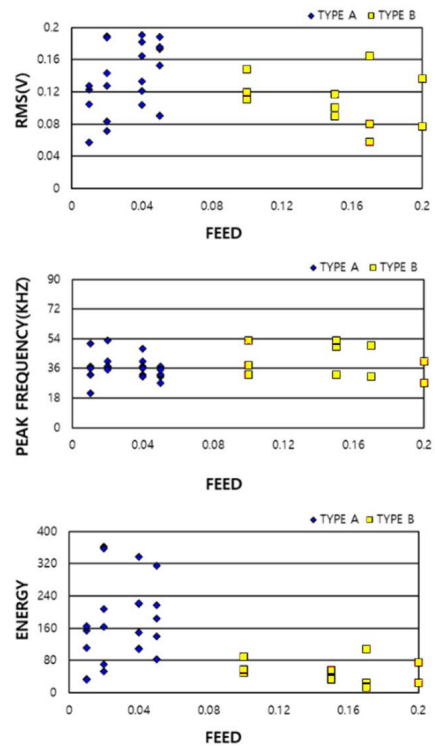 TYPE A TYPE B
0.2
0.16
0.12
0.08
0.04
0
RMS(V)
0 0.04 0.08 0.12 0.16 0.2
FEED
TYPE A TYPE B
90
72
54
36
18
0
PEAK FREQUENCY(KHZ)
0 0.04 0.08 0.12 0.16 0.2
FEED
TYPE A TYPE B
400
320
240
160
80
0
ENERGY
0 0.04 0.08 0.12 0.16 0.2
FEED